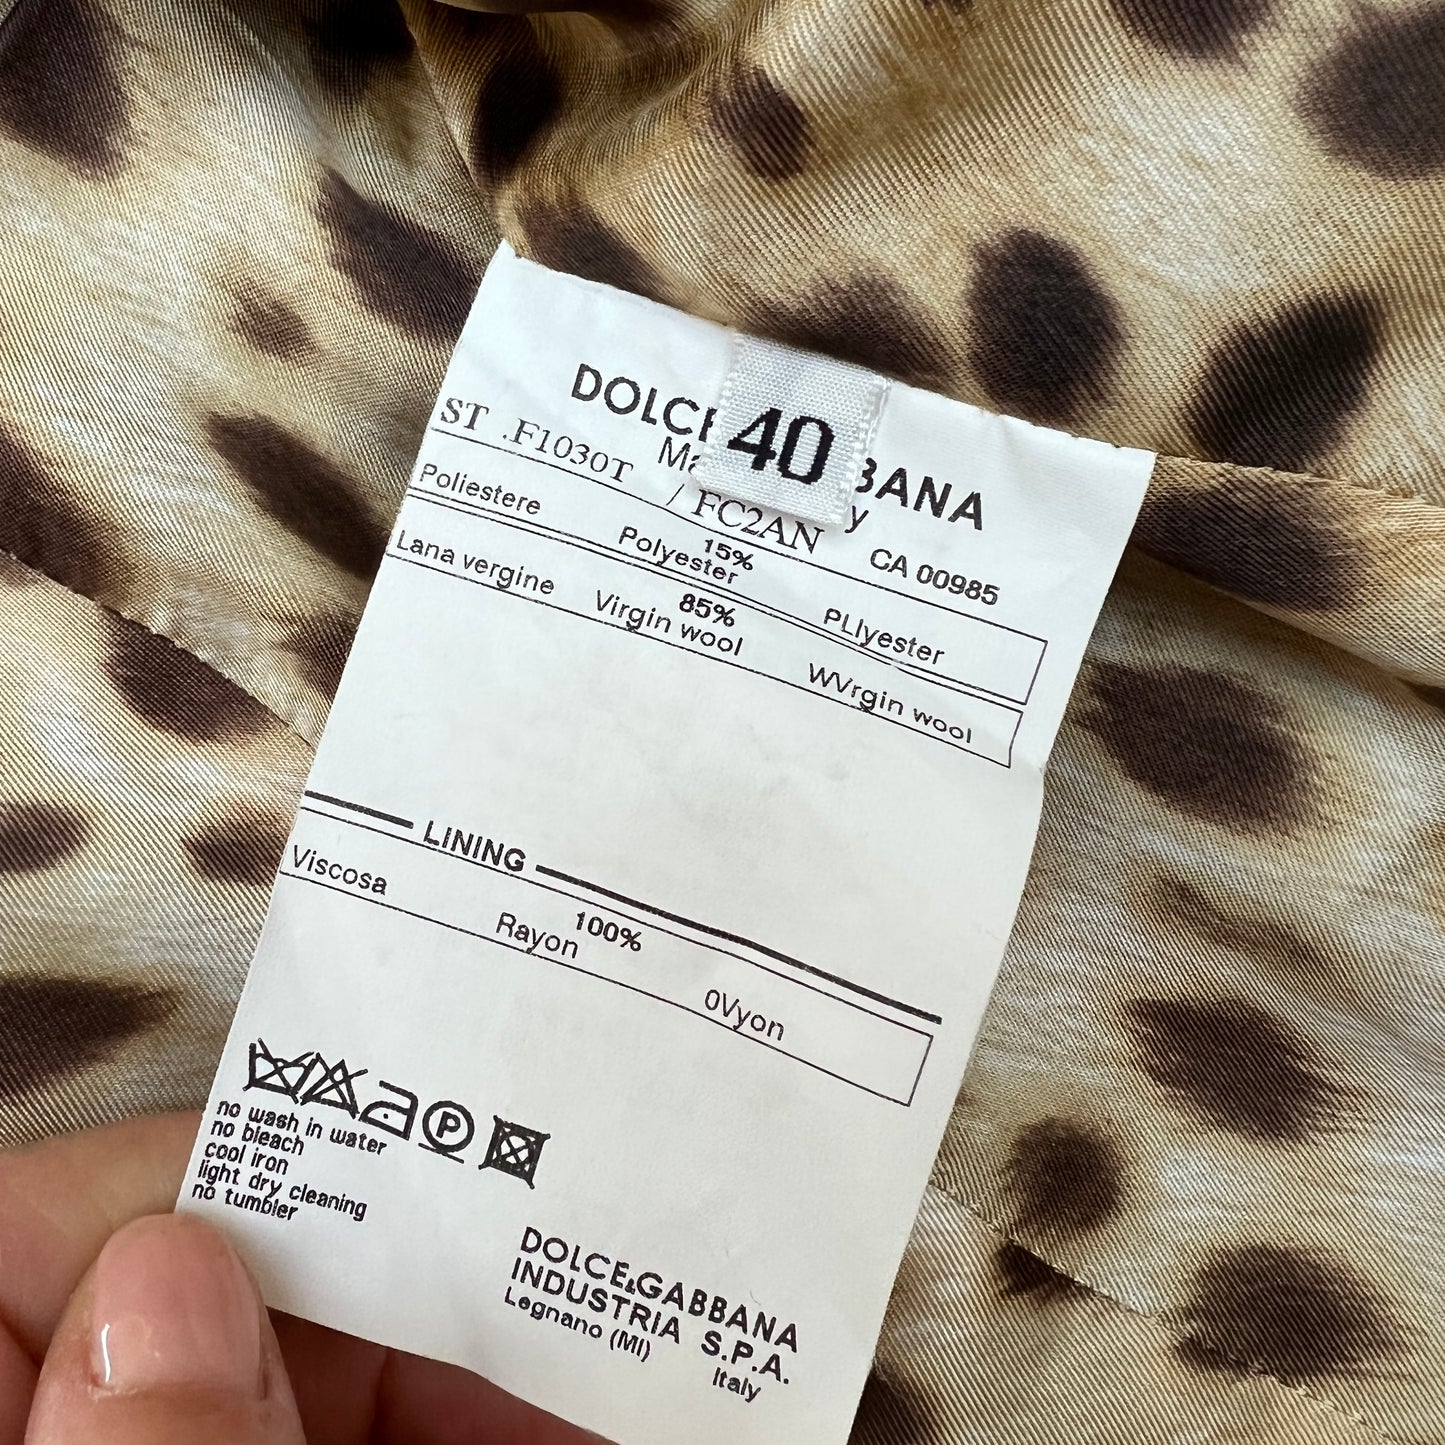 40
DOLCE BANA
Ma y
ST .F1030T / FC2AN CA 00985
Poliestere 15% Polyester PLlyester
Lana vergine 85% Virgin wool WVrgin wool
LINING
Viscosa 100% Rayon 0Vyon
P
no wash in water
no bleach
cool iron
light dry cleaning
no tumbler
DOLCE&GABBANA
INDUSTRIA S.P.A.
Legnano (MI)
Italy